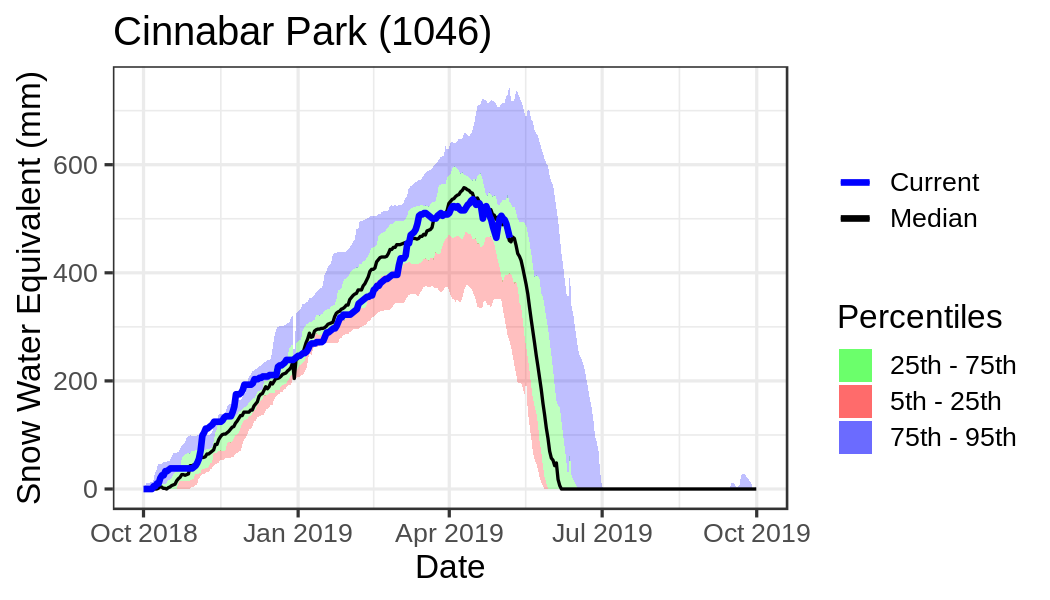 Cinnabar Park (1046)
Snow Water Equivalent (mm)
600
400
200
0
Oct 2018
Jan 2019
Apr 2019
Jul 2019
Oct 2019
Date
Current
Median
Percentiles
25th - 75th
5th - 25th
75th - 95th